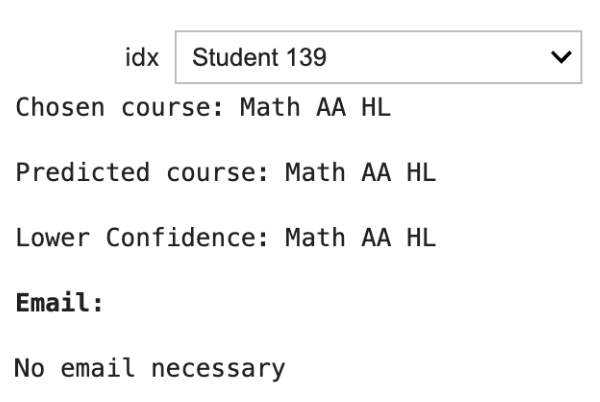 idx Student 139
Chosen course: Math AA HL
Predicted course: Math AA HL
Lower Confidence: Math AA HL
Email:
No email necessary